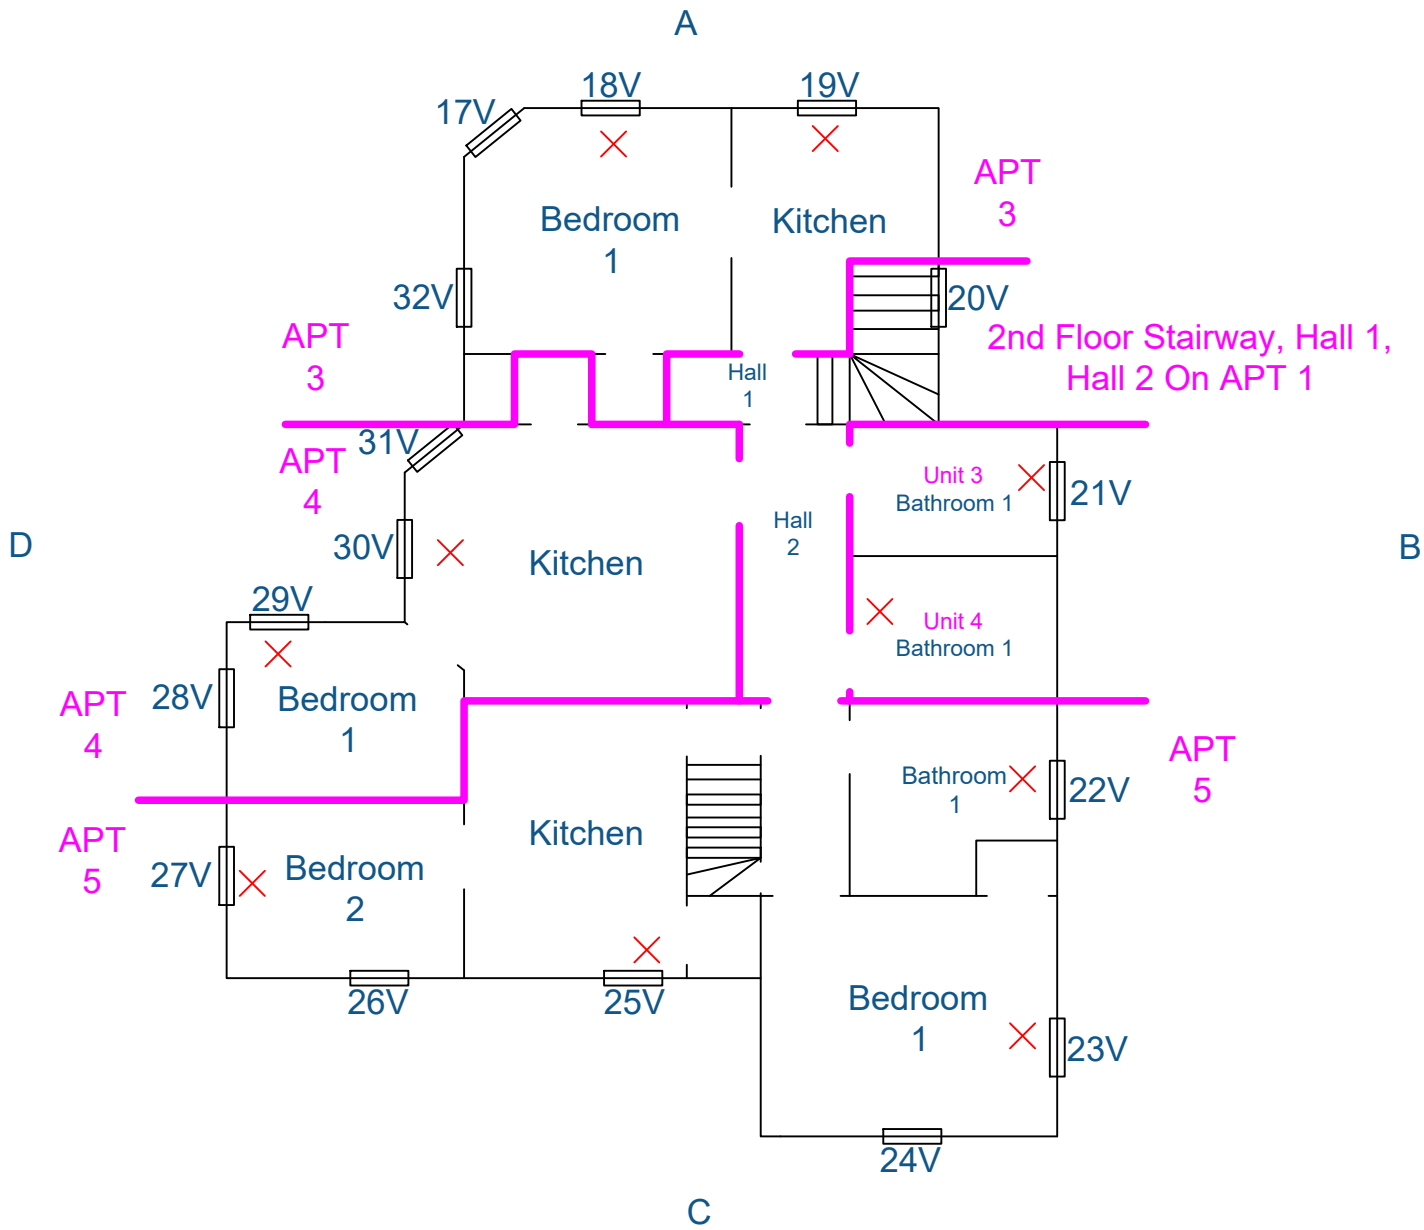 A
18V
19V
17V
APT
3
Bedroom
1
Kitchen
32V
20V
APT
3
2nd Floor Stairway, Hall 1,
Hall 2 On APT 1
Hall
1
31V
APT
4
Unit 3
Bathroom 1
21V
D
30V
Kitchen
Hall
2
B
29V
Unit 4
Bathroom 1
28V
Bedroom
1
APT
4
APT
5
Bathroom
1
22V
APT
5
27V
Bedroom
2
Kitchen
26V
25V
Bedroom
1
23V
24V
C